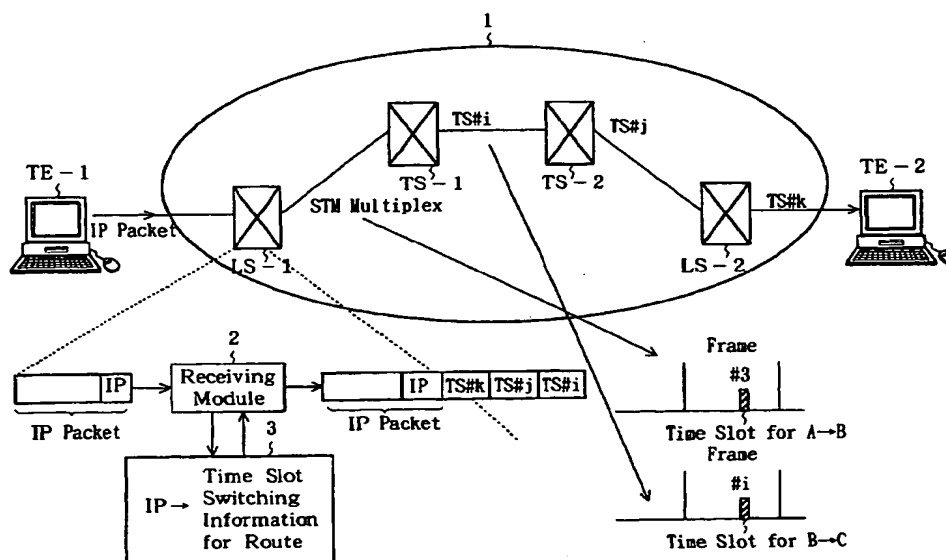 1
TE-1
IP Packet
LS-1
STM Multiplex
TS-1
TS#i
TS-2
TS#j
LS-2
TS#k
TE-2
IP
IP Packet
2
Receiving
Module
IP
TS#k
TS#j
TS#i
IP Packet
3
IP→
Time Slot
Switching
Information
for Route
Frame
#3
Time Slot for A→B
Frame
#i
Time Slot for B→C